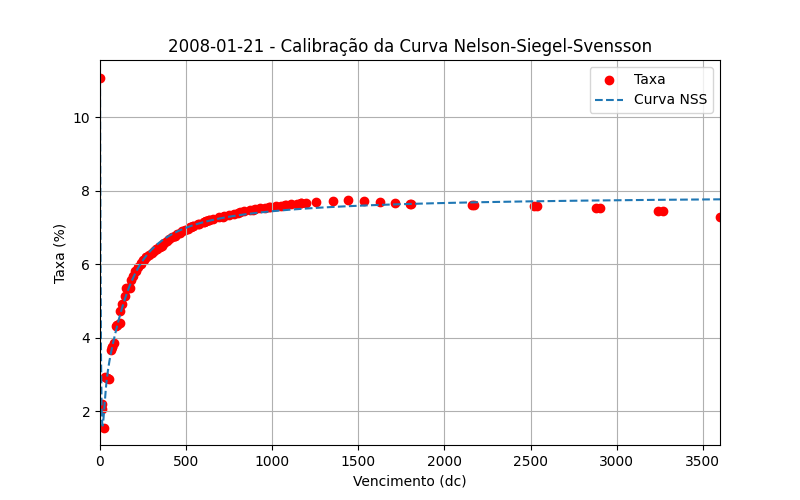 2008-01-21 - Calibração da Curva Nelson-Siegel-Svensson
Taxa
Curva NSS
Taxa (%)
10
8
6
4
2
0
500
1000
1500
2000
2500
3000
3500
Vencimento (dc)